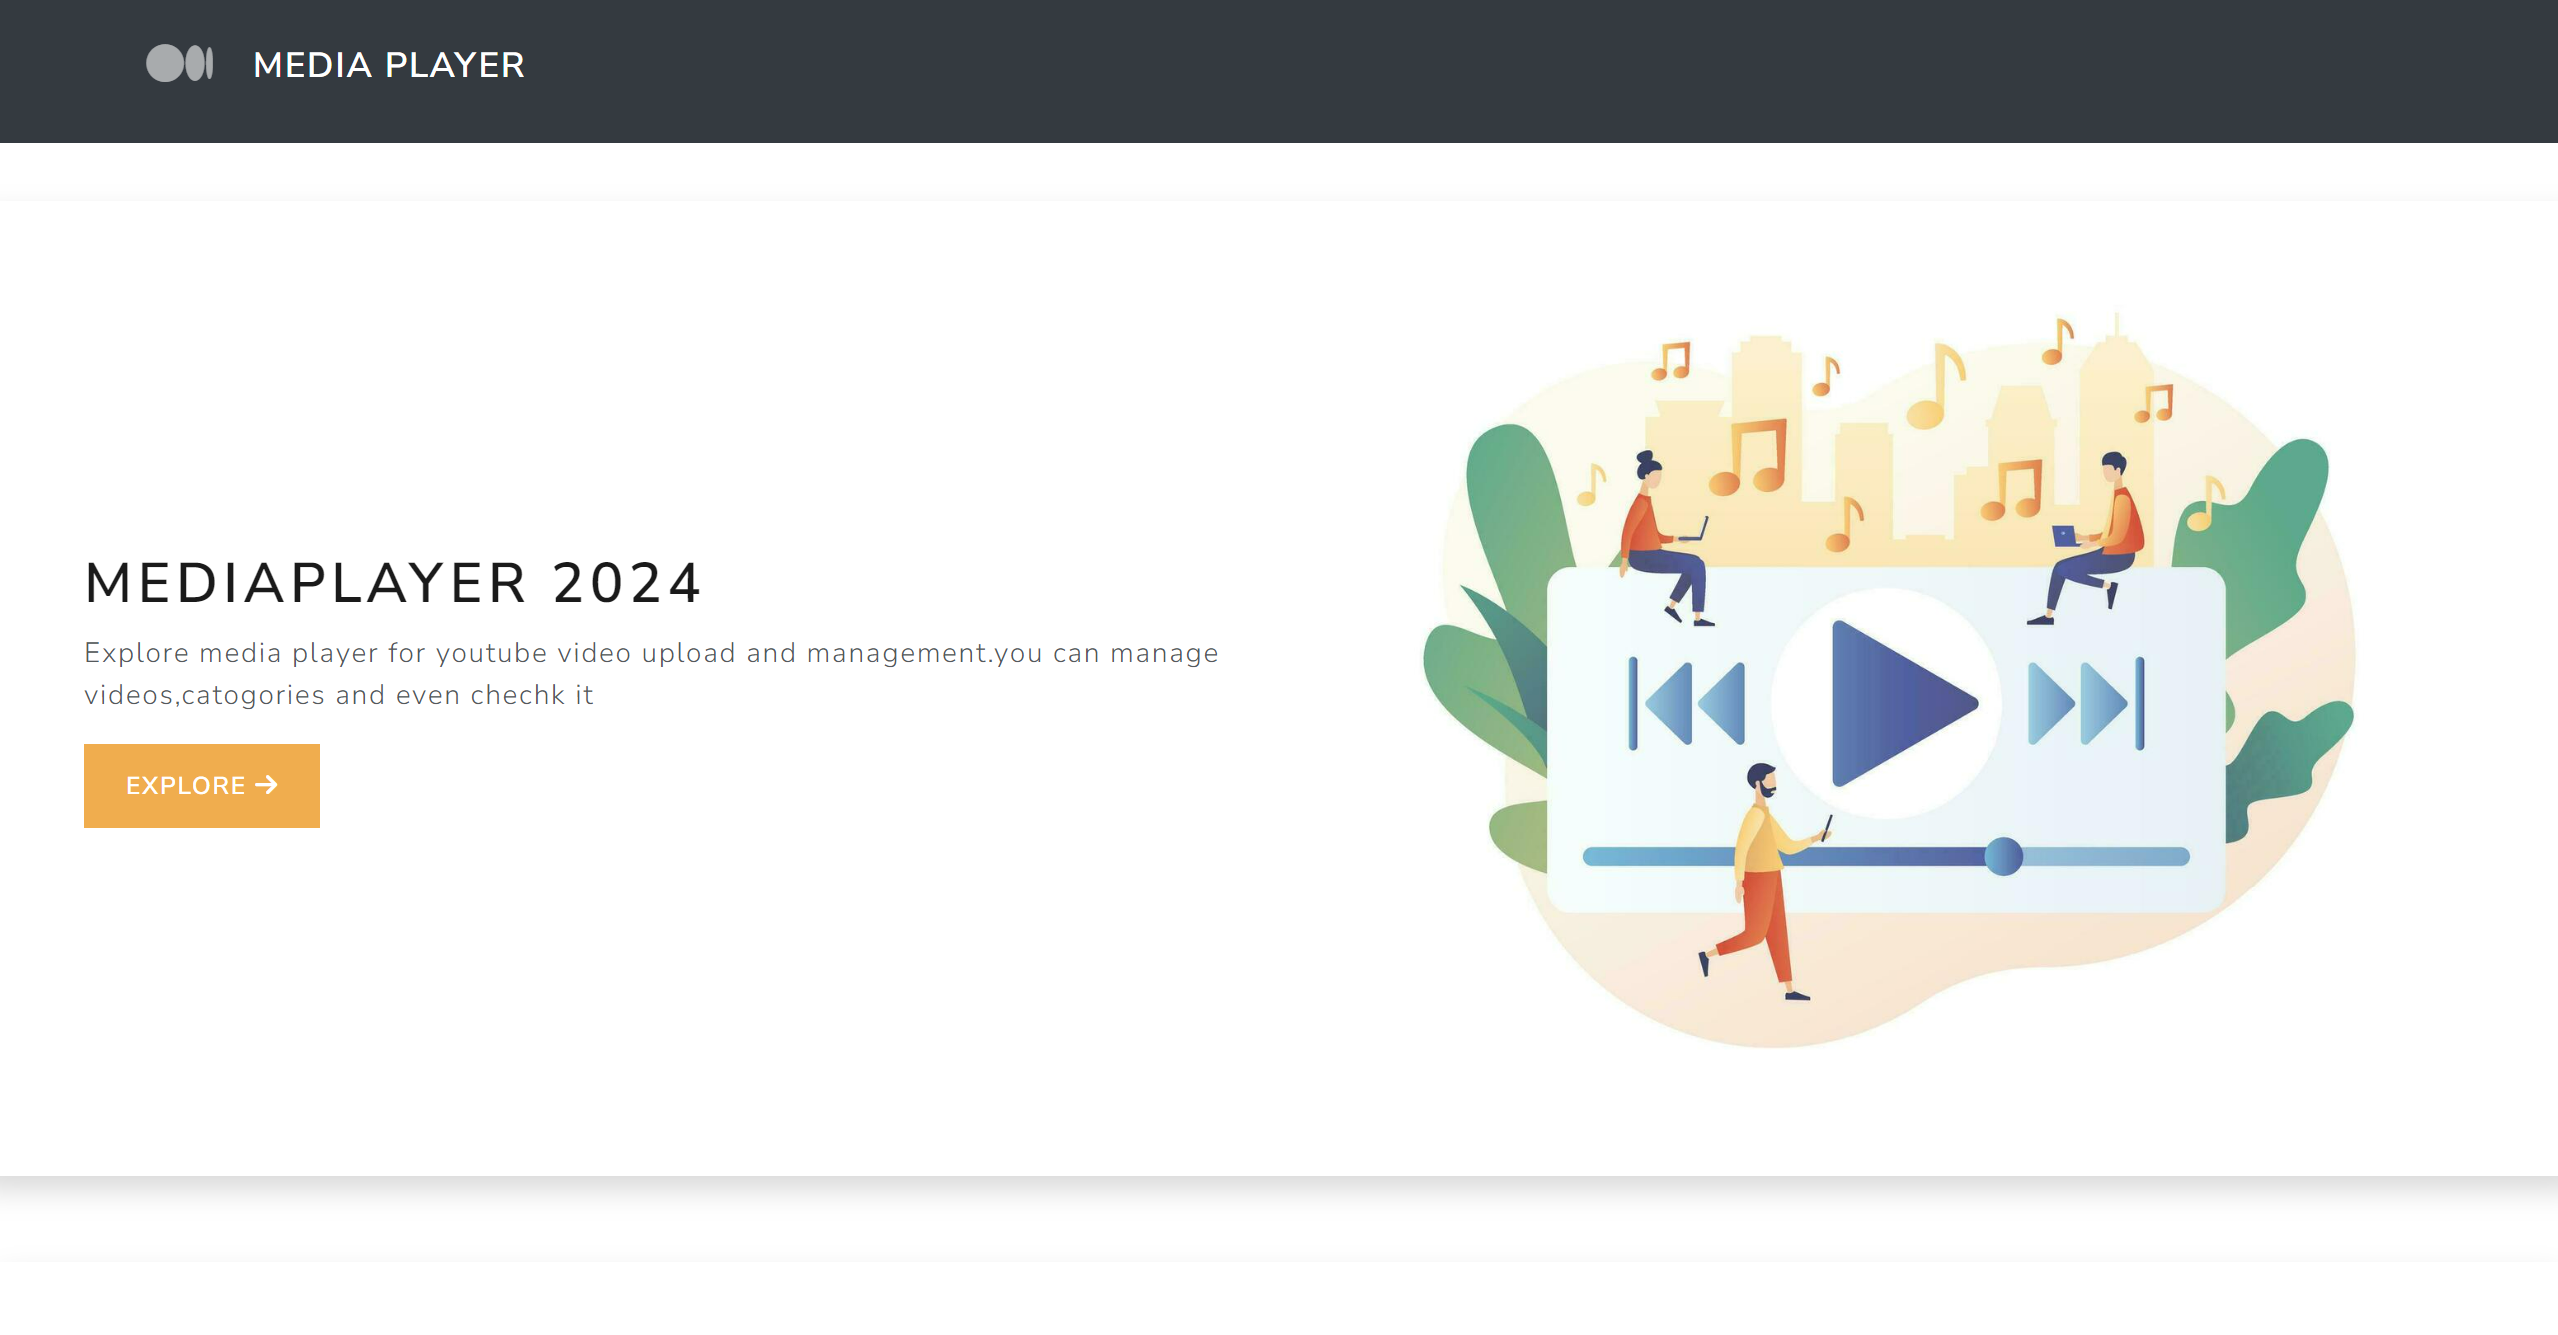 MEDIA PLAYER
MEDIAPLAYER 2024
Explore media player for youtube video upload and management.you can manage
videos,catogories and even chechk it
EXPLORE →